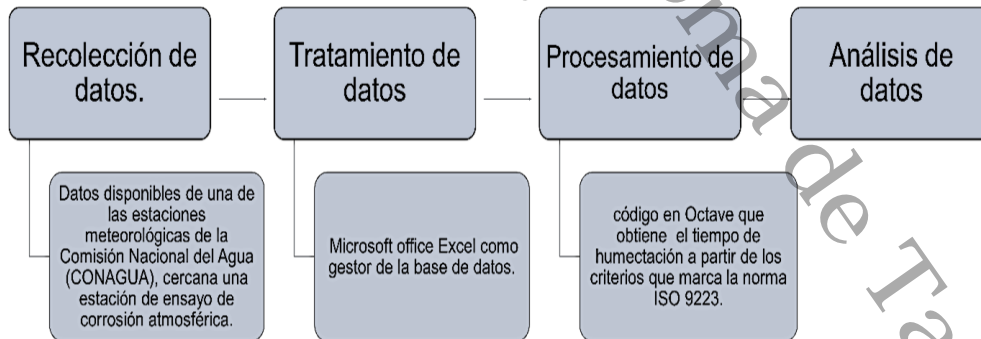 Recolección de
datos.
Tratamiento de
datos
Procesamiento de
datos
Análisis de
datos
Datos disponibles de una de
las estaciones
meteorológicas de la
Comisión Nacional del Agua
(CONAGUA), cercana una
estación de ensayo de
corrosión atmosférica.
Microsoft office Excel como
gestor de la base de datos.
código en Octave que
obtiene el tiempo de
humectación a partir de los
criterios que marca la norma
ISO 9223.
oma de Ta